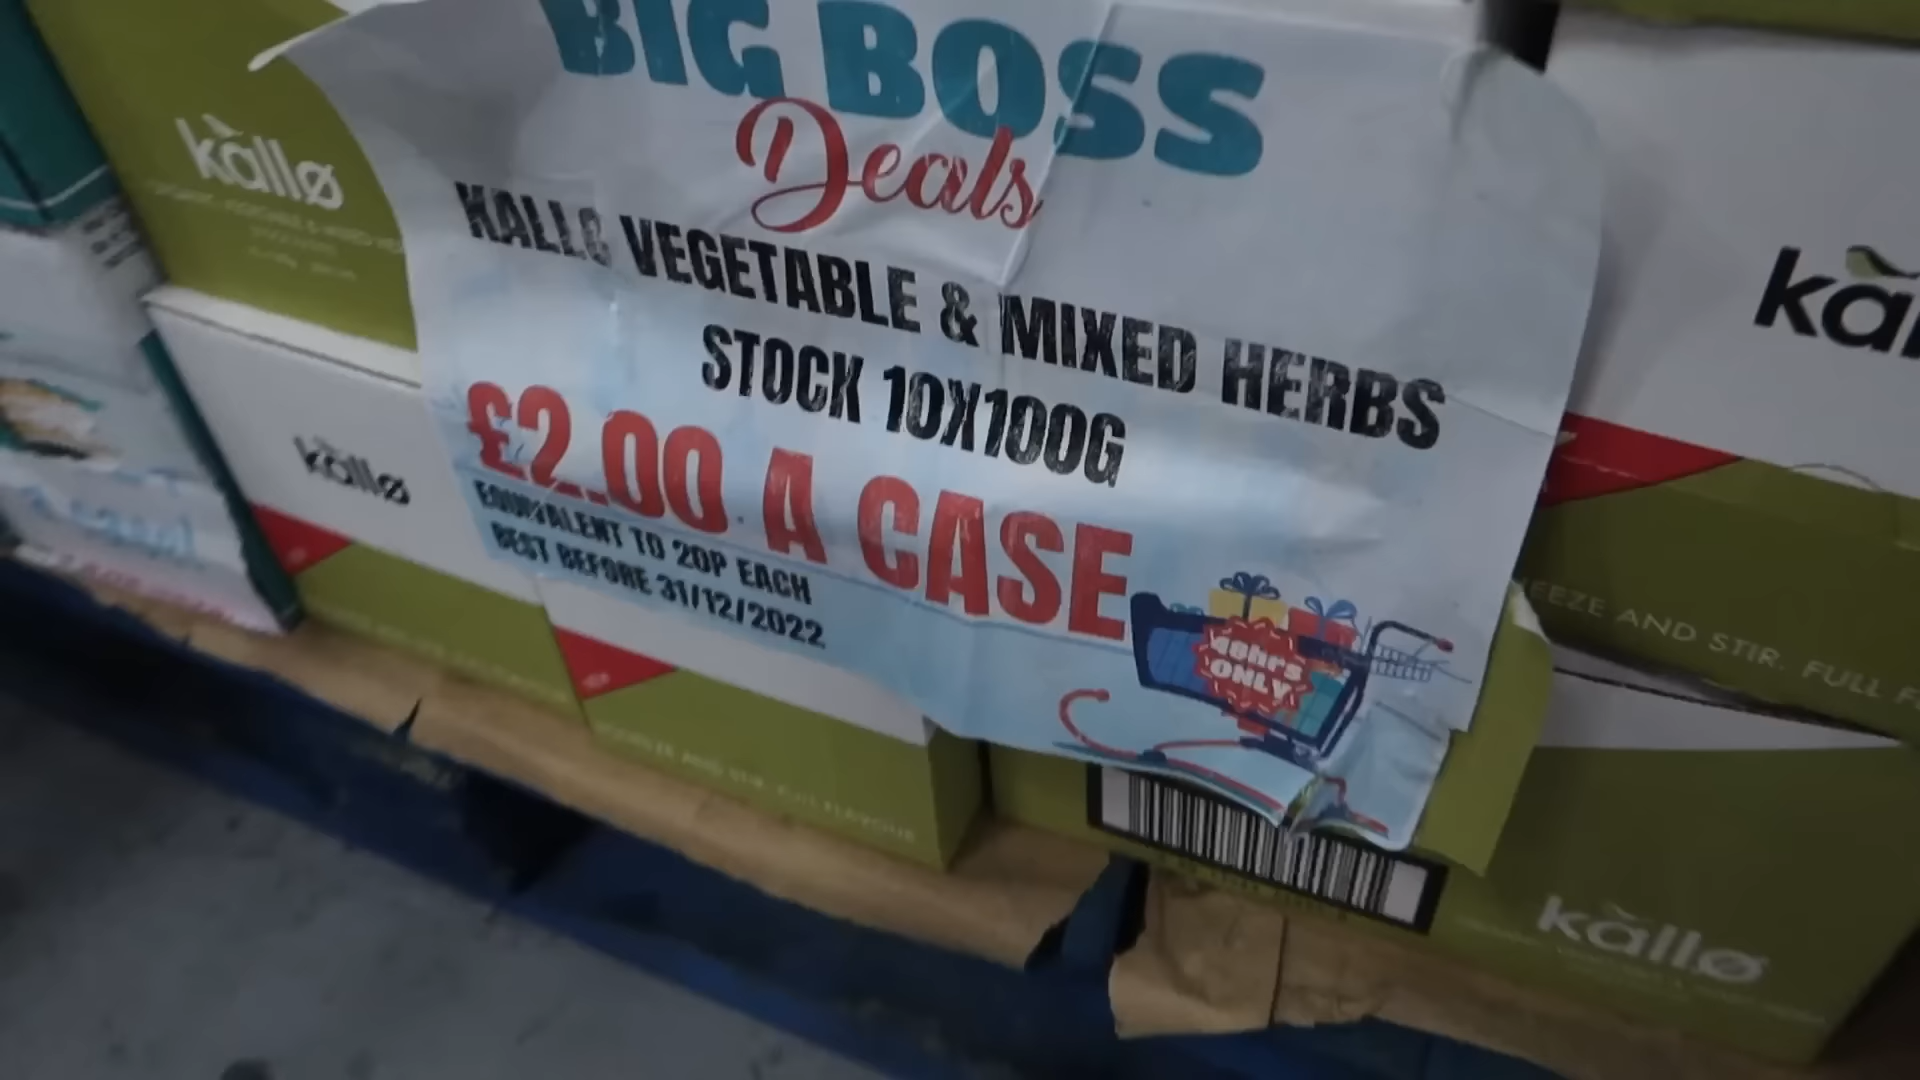 BIG BOSS
Deals
KALLO VEGETABLE & MIXED HERBS
STOCK 10X100G
£2.00 A CASE
EQUIVALENT TO 20P EACH
BEST BEFORE 31/12/2022
48hrs
ONLY
kallø
kallø
EEZE AND STIR. FULL F
kallø